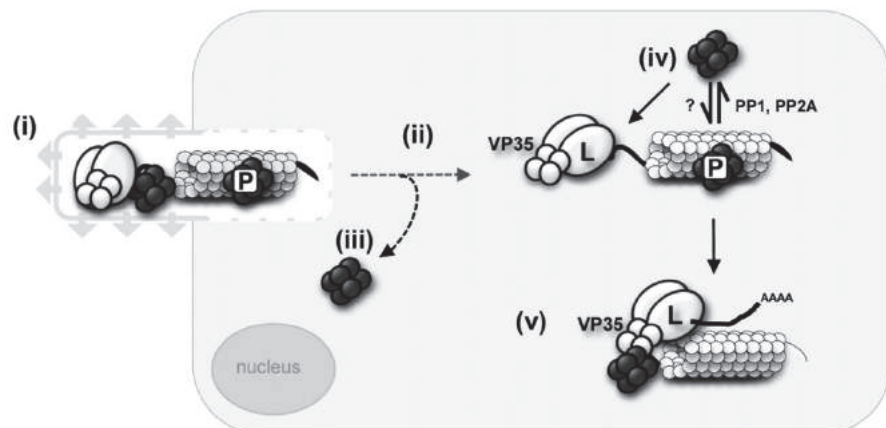 (i)
P
(ii)
(iii)
nucleus
(iv)
VP35
L
?
PP1, PP2A
P
(v)
VP35
L
AAAA